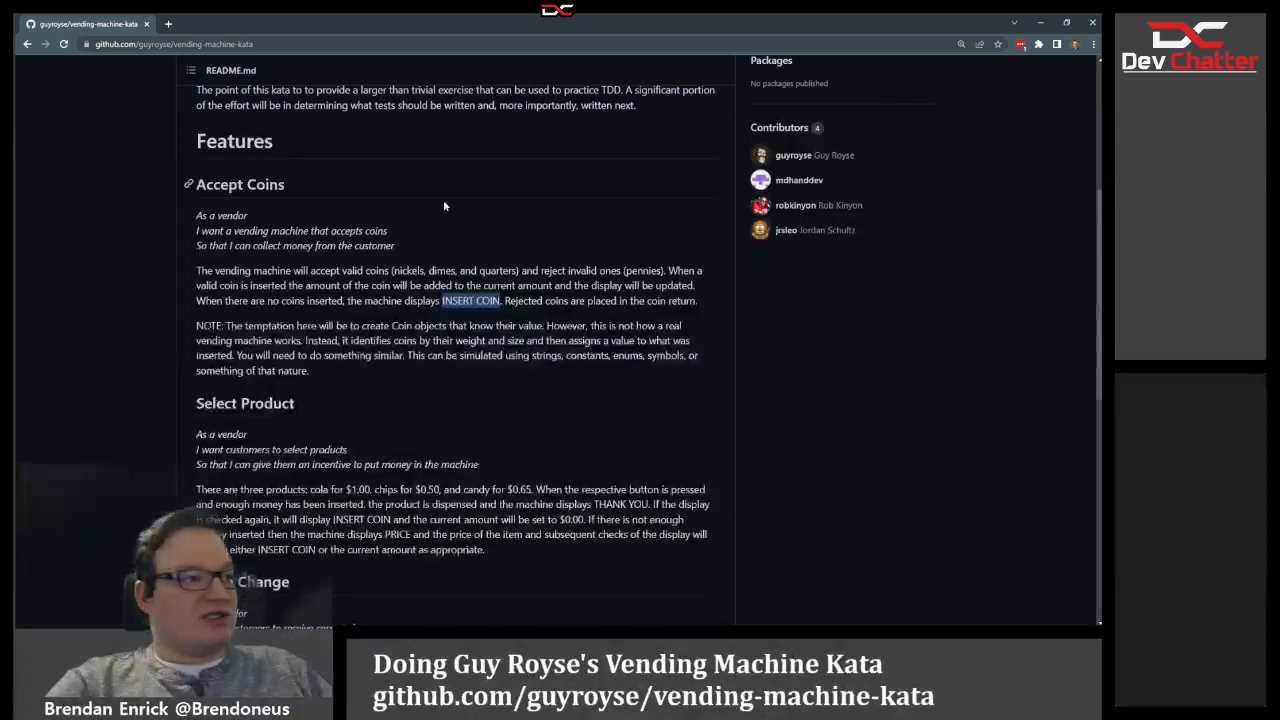 DC
guyroyse/vending-machine-kata
github.com/guyroyse/vending-machine-kata
DC
Dev Chatter
README.md
The point of this kata to to provide a larger than trivial exercise that can be used to practice TDD. A significant portion
of the effort will be in determining what tests should be written and, more importantly, written next.
Features
Accept Coins
As a vendor
I want a vending machine that accepts coins
So that I can collect money from the customer
The vending machine will accept valid coins (nickels, dimes, and quarters) and reject invalid ones (pennies). When a
valid coin is inserted the amount of the coin will be added to the current amount and the display will be updated.
When there are no coins inserted, the machine displays INSERT COIN. Rejected coins are placed in the coin return.
NOTE: The temptation here will be to create Coin objects that know their value. However, this is not how a real
vending machine works. Instead, it identifies coins by their weight and size and then assigns a value to what was
inserted. You will need to do something similar. This can be simulated using strings, constants, enums, symbols, or
something of that nature.
Select Product
As a vendor
I want customers to select products
So that I can give them an incentive to put money in the machine
There are three products: cola for $1.00, chips for $0.50, and candy for $0.65. When the respective button is pressed
and enough money has been inserted, the product is dispensed and the machine displays THANK YOU. If the display
is checked again, it will display INSERT COIN and the current amount will be set to $0.00. If there is not enough
inserted then the machine displays PRICE and the price of the item and subsequent checks of the display will
either INSERT COIN or the current amount as appropriate.
Change
Packages
No packages published
Contributors 4
guyroyse Guy Royse
mdhanddev
robkinyon Rob Kinyon
jrsleo Jordan Schultz
Doing Guy Royse's Vending Machine Kata
github.com/guyroyse/vending-machine-kata
Brendan Enrick @Brendoneus